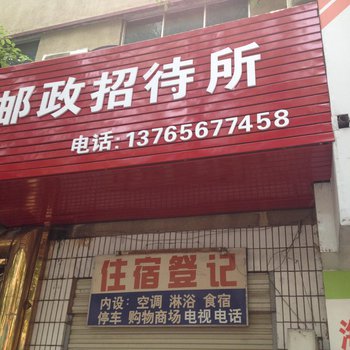 邮政招待所
电话: 13765677458
住宿登记
内设: 空调 淋浴 食宿
停车 购物商场 电视电话